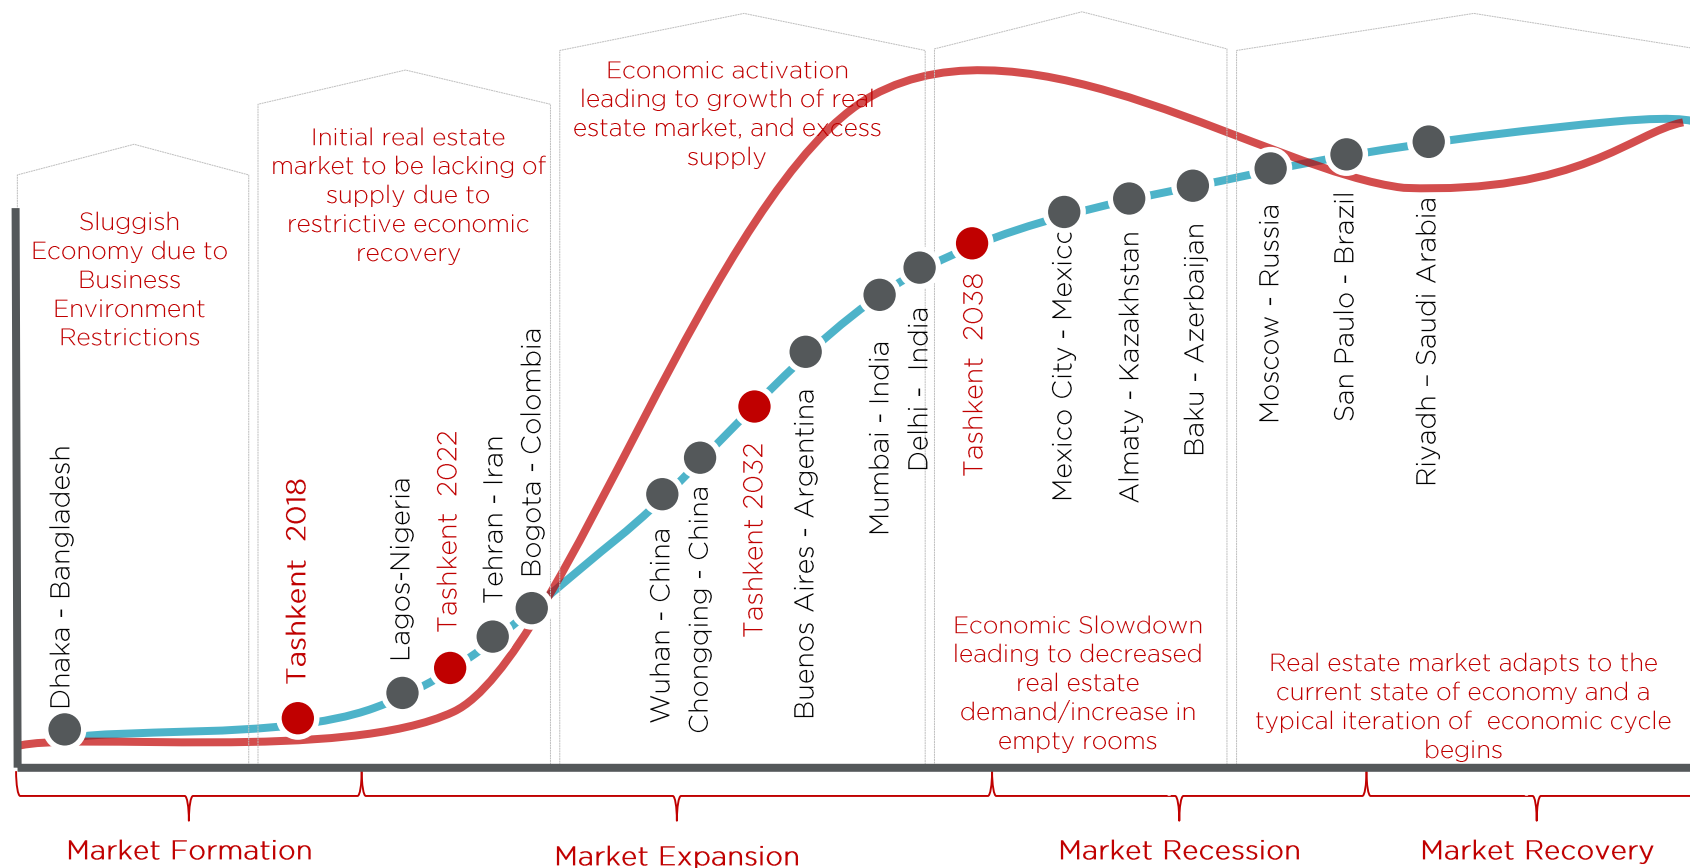 Sluggish
Economy due to
Business
Environment
Restrictions
Initial real estate
market to be lacking of
supply due to
restrictive economic
recovery
Economic activation
leading to growth of real
estate market, and excess
supply
Dhaka - Bangladesh
Tashkent 2018
Lagos-Nigeria
Tashkent 2022
Tehran - Iran
Bogota - Colombia
Wuhan - China
Chongqing - China
Tashkent 2032
Buenos Aires - Argentina
Mumbai - India
Delhi - India
Tashkent 2038
Mexico City - Mexico
Almaty - Kazakhstan
Baku - Azerbaijan
Moscow - Russia
San Paulo - Brazil
Riyadh – Saudi Arabia
Economic Slowdown
leading to decreased
real estate
demand/increase in
empty rooms
Real estate market adapts to the
current state of economy and a
typical iteration of economic cycle
begins
Market Formation
Market Expansion
Market Recession
Market Recovery